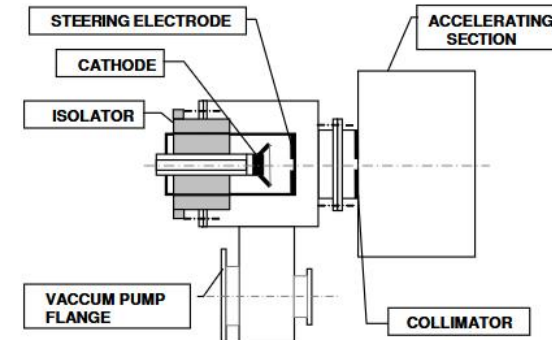 STEERING ELECTRODE
ACCELERATING
SECTION
CATHODE
ISOLATOR
VACCUM PUMP
FLANGE
COLLIMATOR